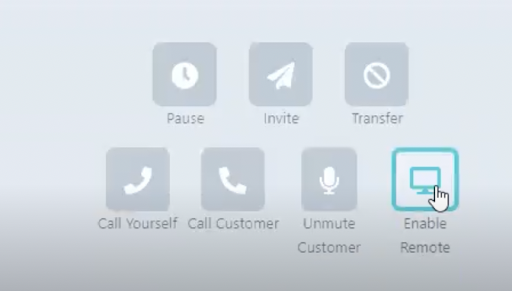 Pause
Invite
Transfer
Call Yourself
Call Customer
Unmute
Customer
Enable
Remote